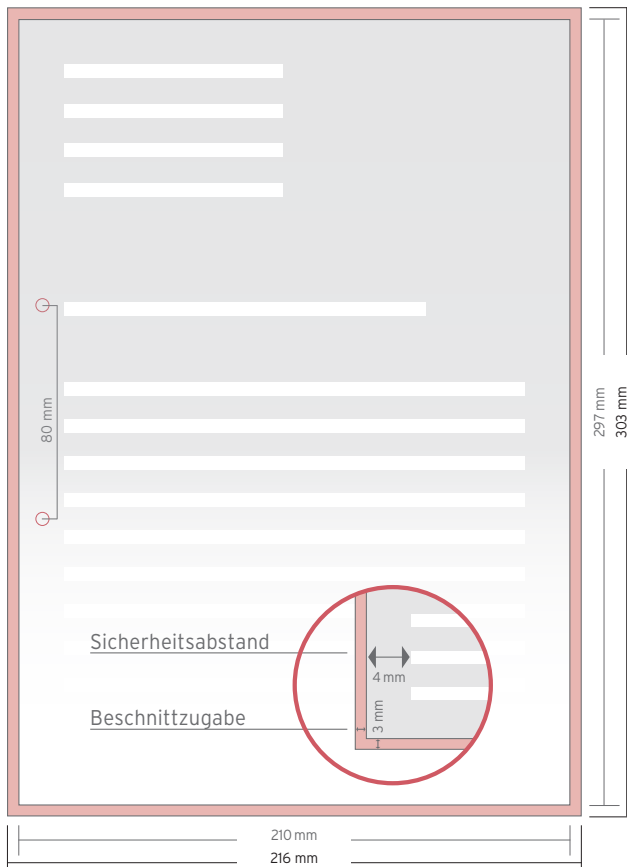 80 mm
297 mm
303 mm
Sicherheitsabstand
4 mm
Beschnittzugabe
3 mm
210 mm
216 mm